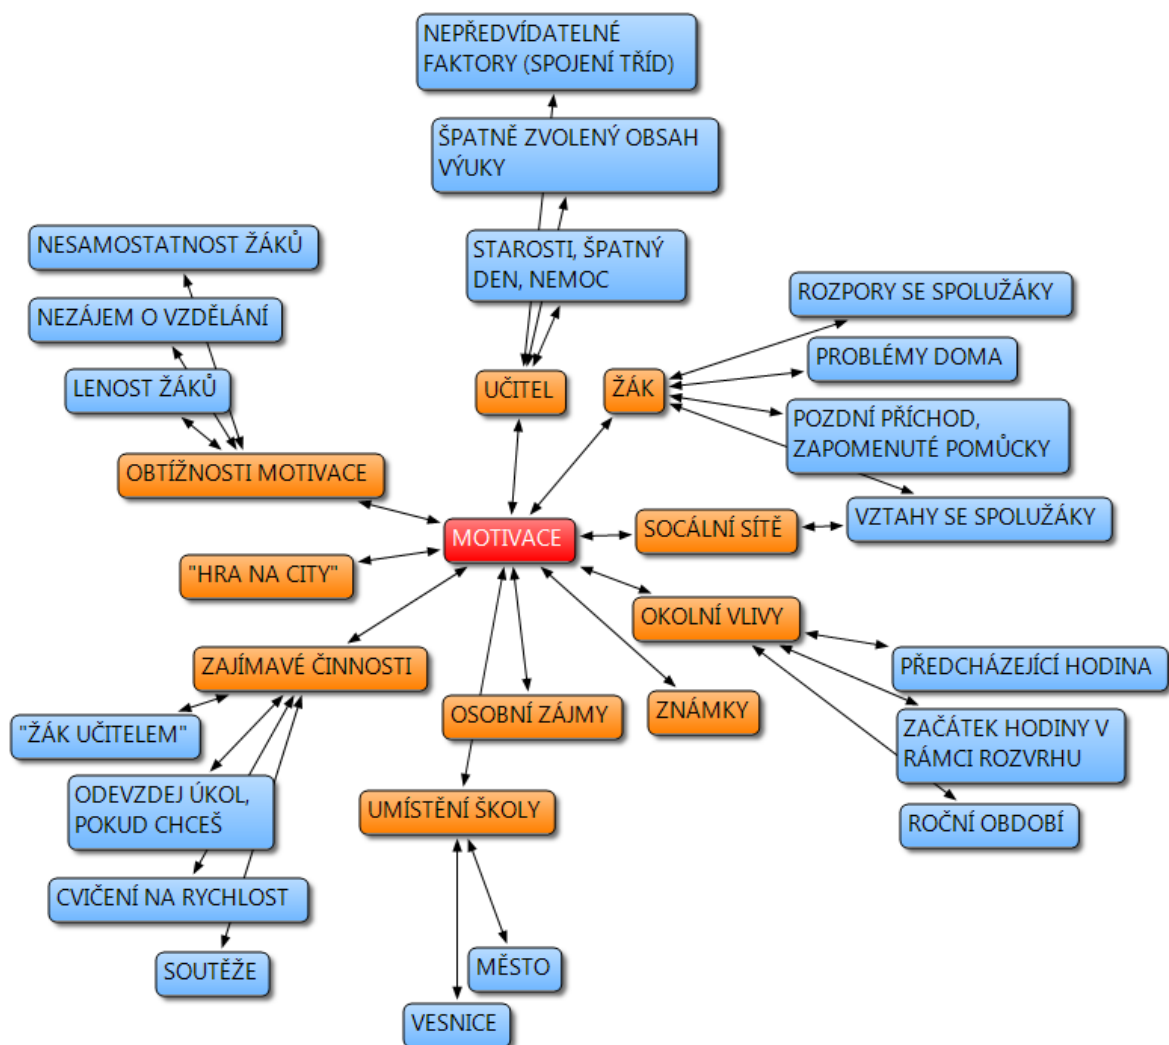 NEPŘEDVÍDATELNÉ
FAKTORY (SPOJENÍ TŘÍD)
ŠPATNĚ ZVOLENÝ OBSAH
VÝUKY
STAROSTI, ŠPATNÝ
DEN, NEMOC
NESAMOSTATNOST ŽÁKŮ
NEZÁJEM O VZDĚLÁNÍ
LENOST ŽÁKŮ
OBTÍŽNOSTI MOTIVACE
UČITEL
ŽÁK
ROZPORY SE SPOLUŽÁKY
PROBLÉMY DOMA
POZDNÍ PŘÍCHOD,
ZAPOMENUTÉ POMŮCKY
VZTAHY SE SPOLUŽÁKY
SOCÁLNÍ SÍTĚ
MOTIVACE
"HRA NA CITY"
OKOLNÍ VLIVY
PŘEDCHÁZEJÍCÍ HODINA
ZAČÁTEK HODINY V
RÁMCI ROZVRHU
ROČNÍ OBDOBÍ
ZAJÍMAVÉ ČINNOSTI
"ŽÁK UČITELEM"
ODEVZDEJ ÚKOL,
POKUD CHCEŠ
CVIČENÍ NA RYCHLOST
SOUTĚŽE
OSOBNÍ ZÁJMY
ZNÁMKY
UMÍSTĚNÍ ŠKOLY
MĚSTO
VESNICE